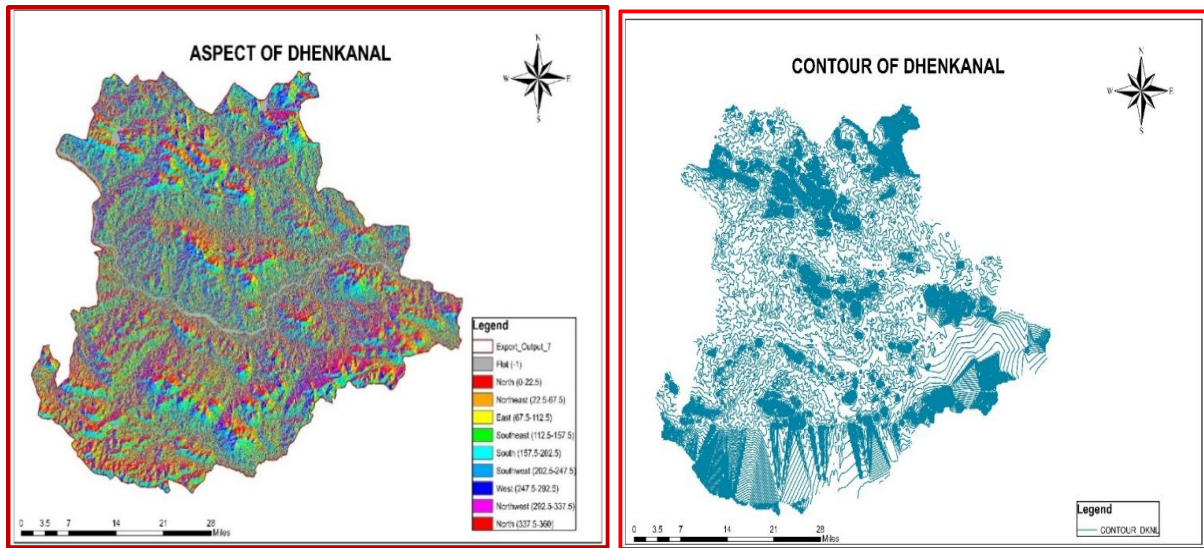 ASPECT OF DHENKANAL
N
W E
S
Legend
Export_Output_7
Flat (-1)
North (0-22.5)
Northeast (22.5-67.5)
East (67.5-112.5)
Southeast (112.5-157.5)
South (157.5-202.5)
Southwest (202.5-247.5)
West (247.5-292.5)
Northwest (292.5-337.5)
North (337.5-360)
0 3.5 7 14 21 28
Miles
CONTOUR OF DHENKANAL
N
W E
S
Legend
CONTOUR_DKNL
0 3.5 7 14 21 28
Miles